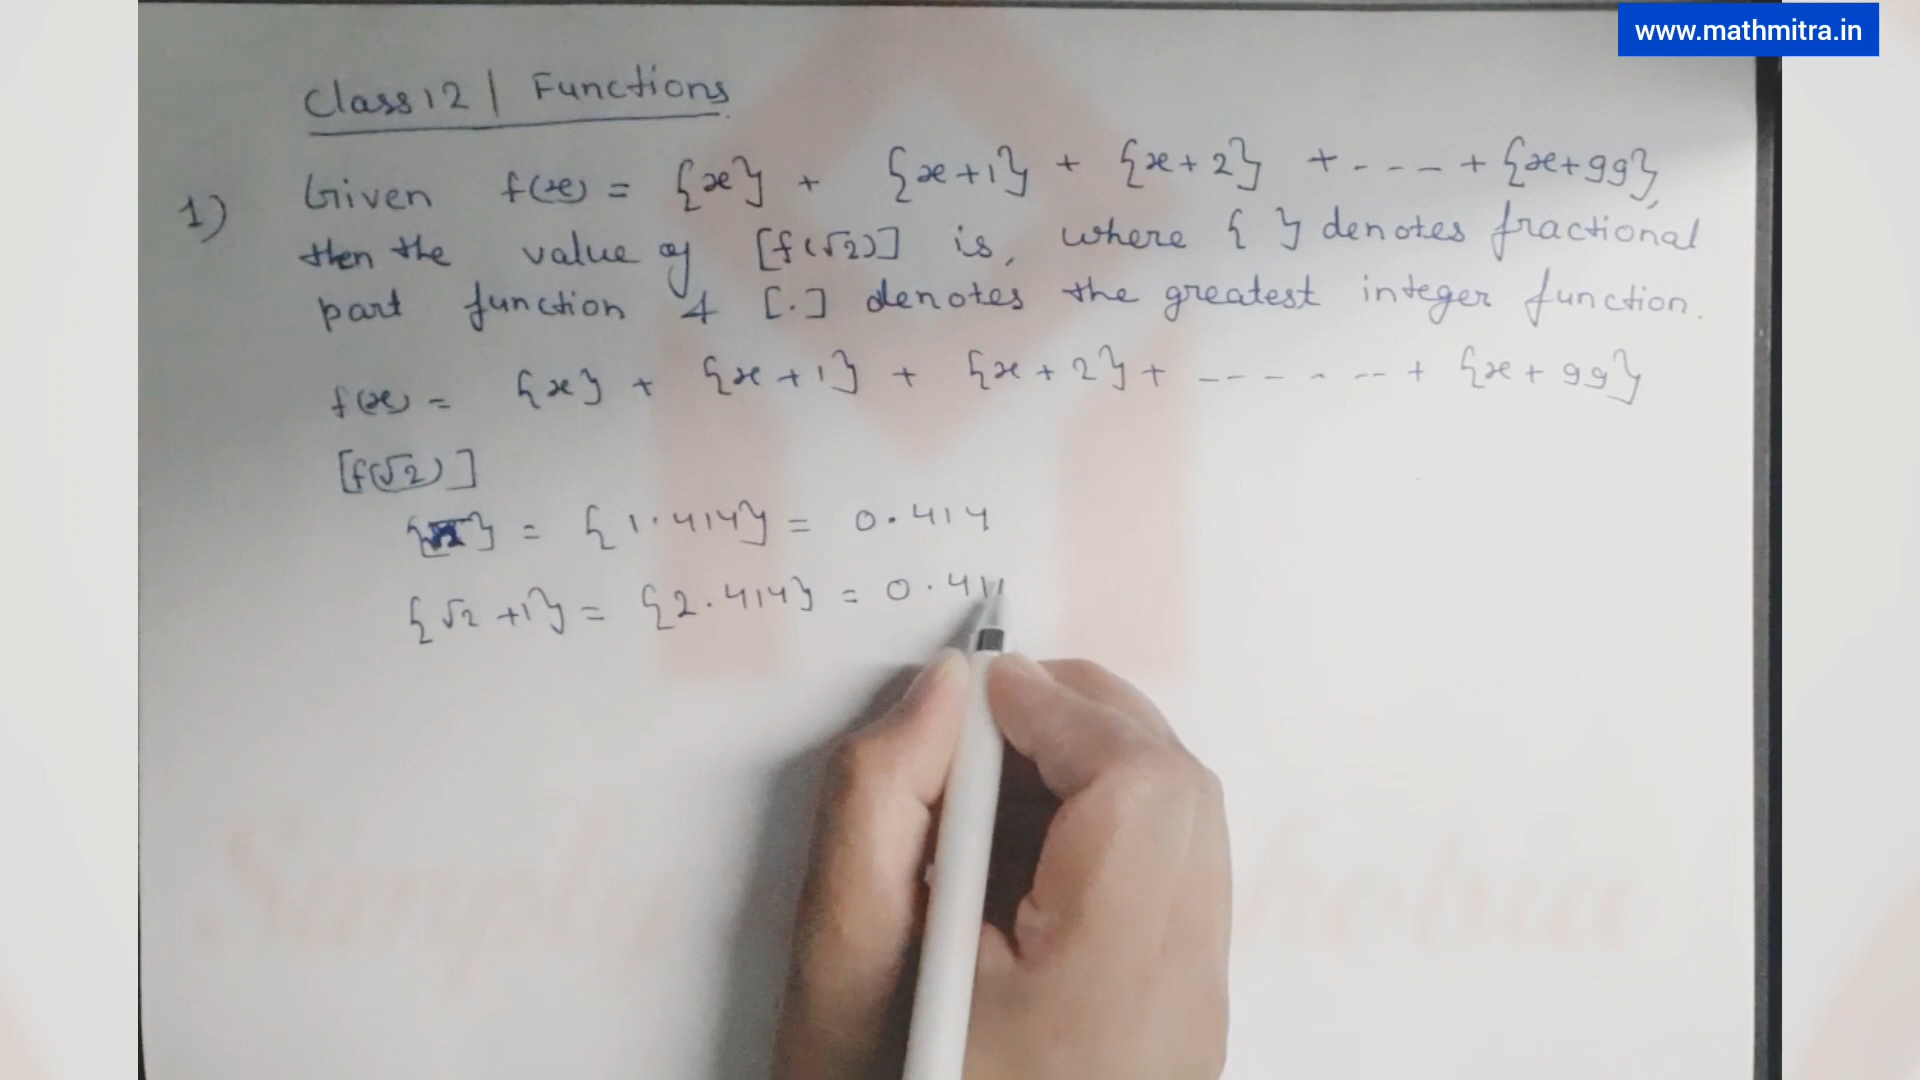 www.mathmitra.in
Class 12 | Functions
1) Given f(x) = {x} + {x+1} + {x+2} + ---- + {x+99},
then the value of [f(√2)] is, where { } denotes fractional
part function & [.] denotes the greatest integer function.
f(x) = {x} + {x+1} + {x+2} + ------ + {x+99}
[f(√2)]
{√2} = {1.414} = 0.414
{√2+1} = {2.414} = 0.41